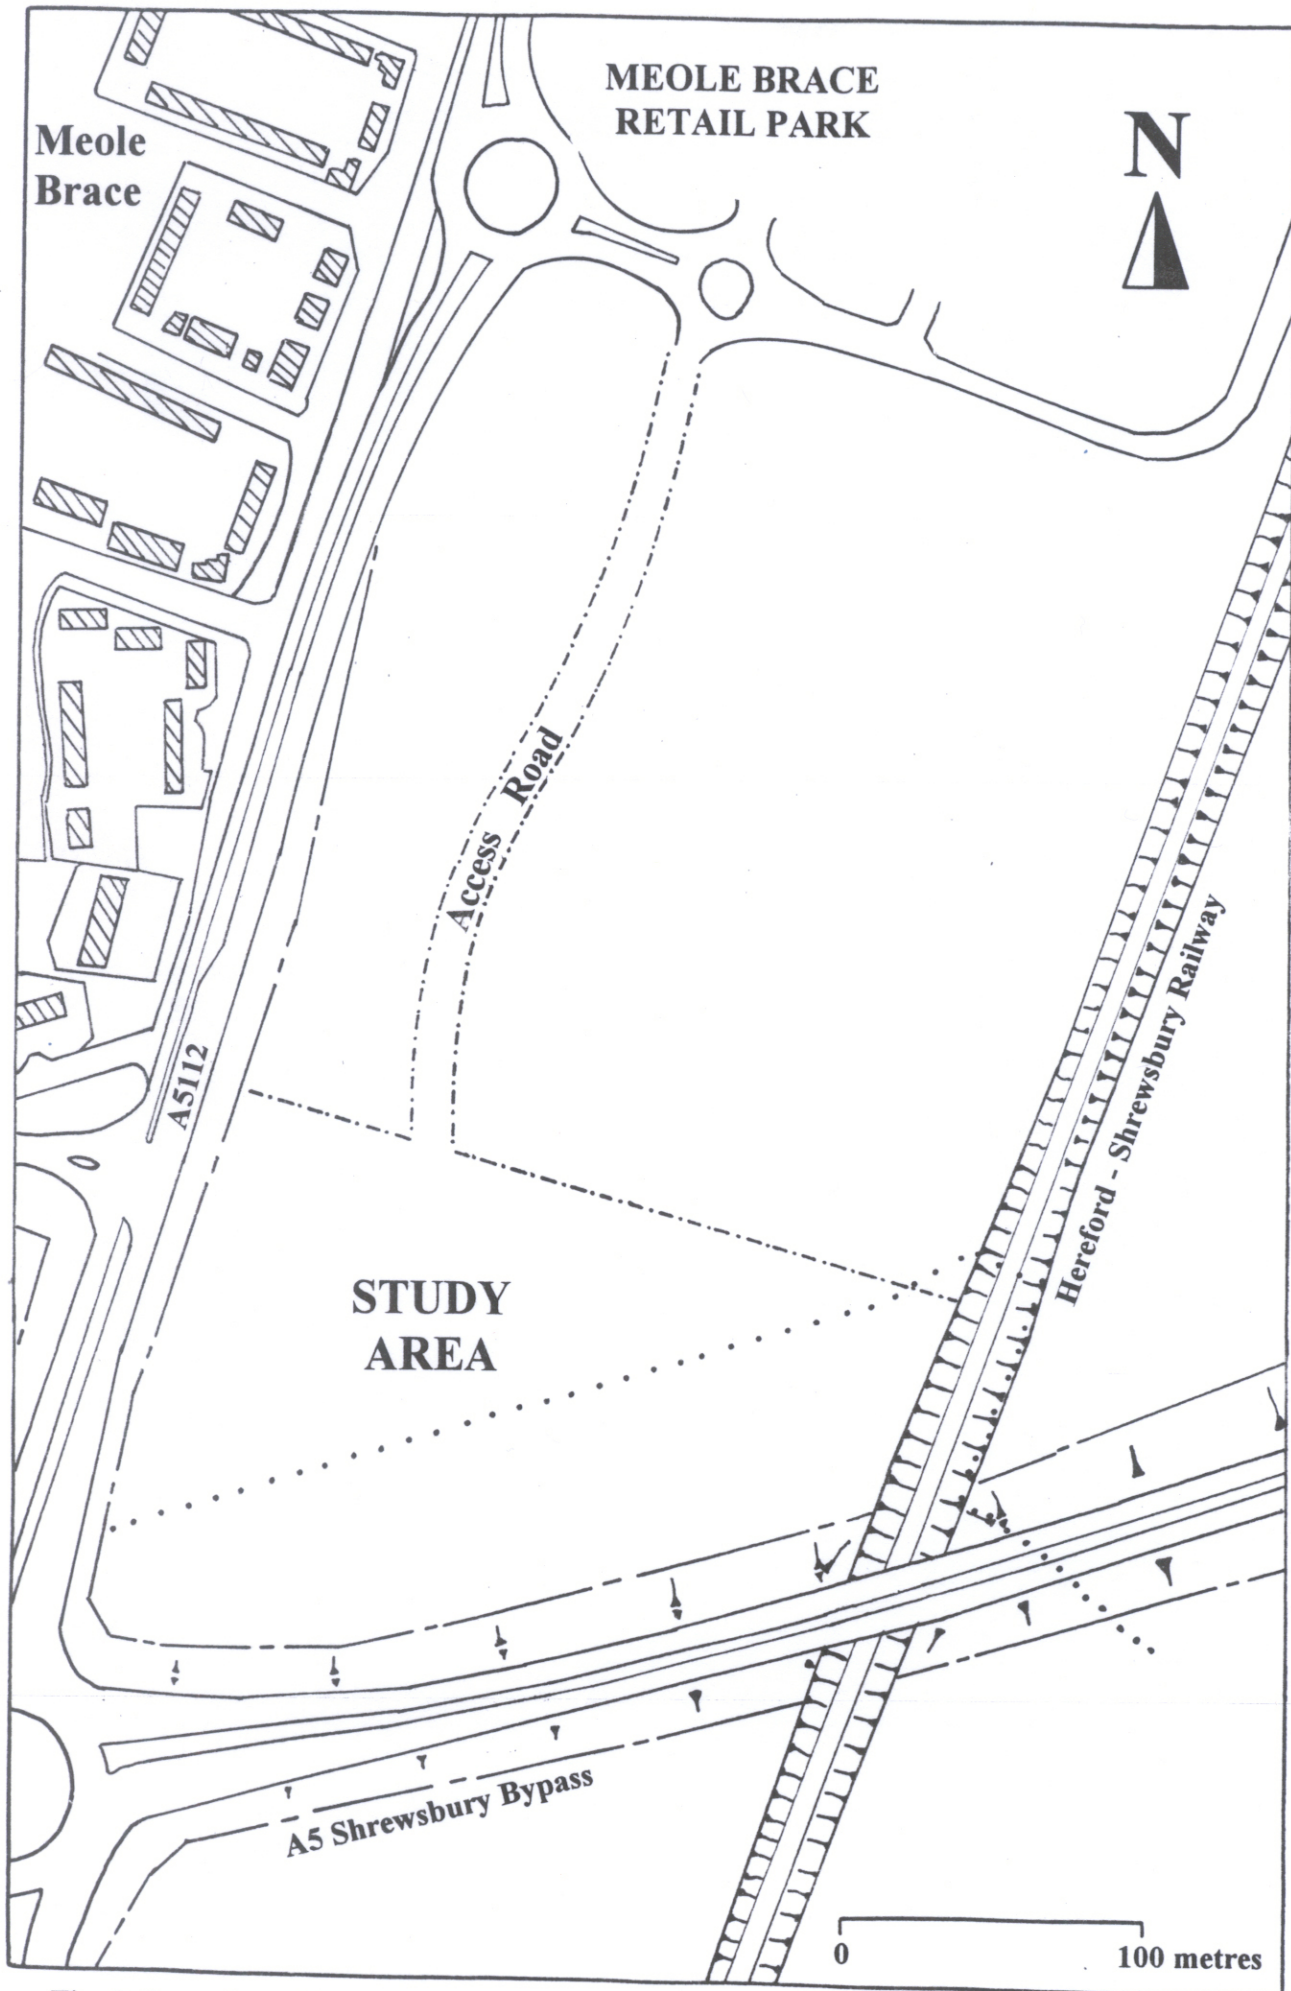 MEOLE BRACE
RETAIL PARK
N
Meole
Brace
Access Road
Hereford - Shrewsbury Railway
A5112
STUDY
AREA
A5 Shrewsbury Bypass
0
100 metres